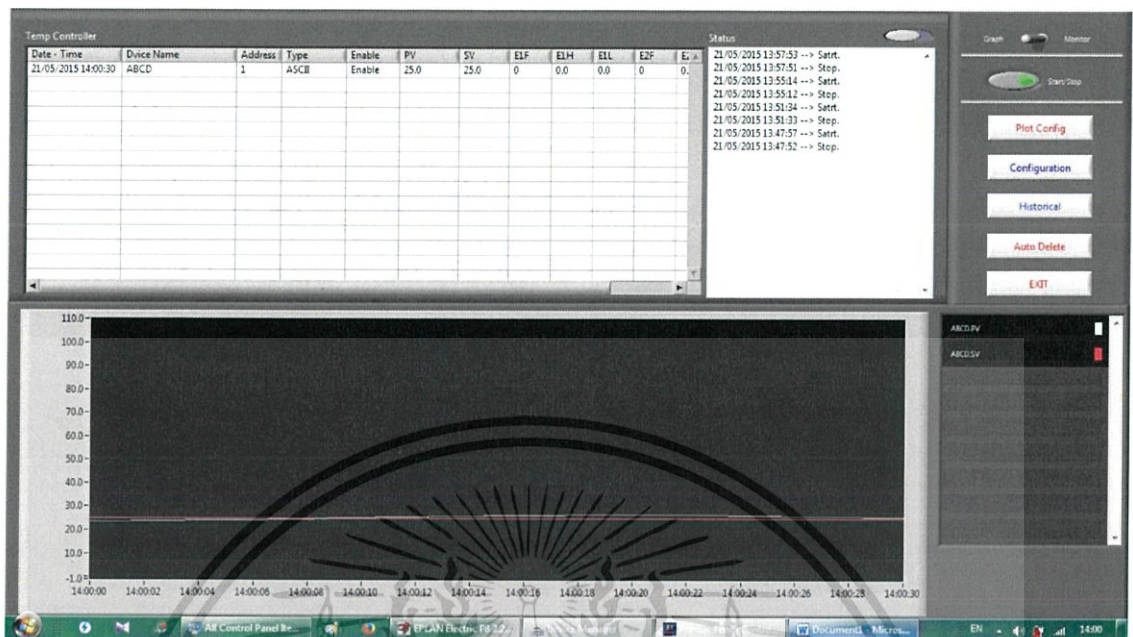 Temp Controller
Date - Time Dvice Name Address Type Enable PV SV E1F E1H E1L E2F
21/05/2015 14:00:30 ABCD 1 ASCII Enable 25.0 25.0 0 0.0 0.0 0 0.
Status
21/05/2015 13:57:53 --> Satrt.
21/05/2015 13:57:51 --> Stop.
21/05/2015 13:55:14 --> Satrt.
21/05/2015 13:55:12 --> Stop.
21/05/2015 13:51:34 --> Satrt.
21/05/2015 13:51:33 --> Stop.
21/05/2015 13:47:57 --> Satrt.
21/05/2015 13:47:52 --> Stop.
Graph Monitor
Start/Stop
Plot Config
Configuration
Historical
Auto Delete
EXIT
110.0
100.0
90.0
80.0
70.0
60.0
50.0
40.0
30.0
20.0
10.0
-1.0
14:00:00 14:00:02 14:00:04 14:00:06 14:00:08 14:00:10 14:00:12 14:00:14 14:00:16 14:00:18 14:00:20 14:00:22 14:00:24 14:00:26 14:00:28 14:00:30
ABCD.PV
ABCD.SV
All Control Panel Ite...
EPLAN Electric P8 2.2...
Document1 - Micros...
EN 14:00